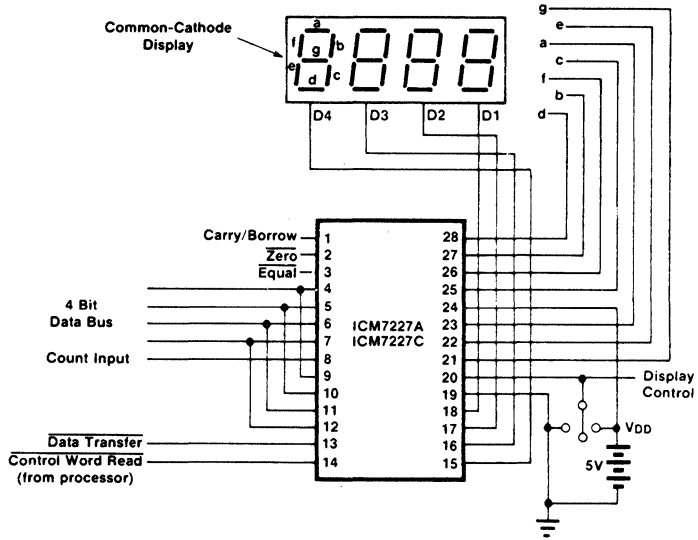 Common-Cathode
Display
a
f
g
b
e
d
c
D4
D3
D2
D1
g
e
a
c
f
b
d
Carry/Borrow
Zero
Equal
4 Bit
Data Bus
Count Input
Data Transfer
Control Word Read
(from processor)
1
2
3
4
5
6
7
8
9
10
11
12
13
14
ICM7227A
ICM7227C
28
27
26
25
24
23
22
21
20
19
18
17
16
15
Display
Control
VDD
5V